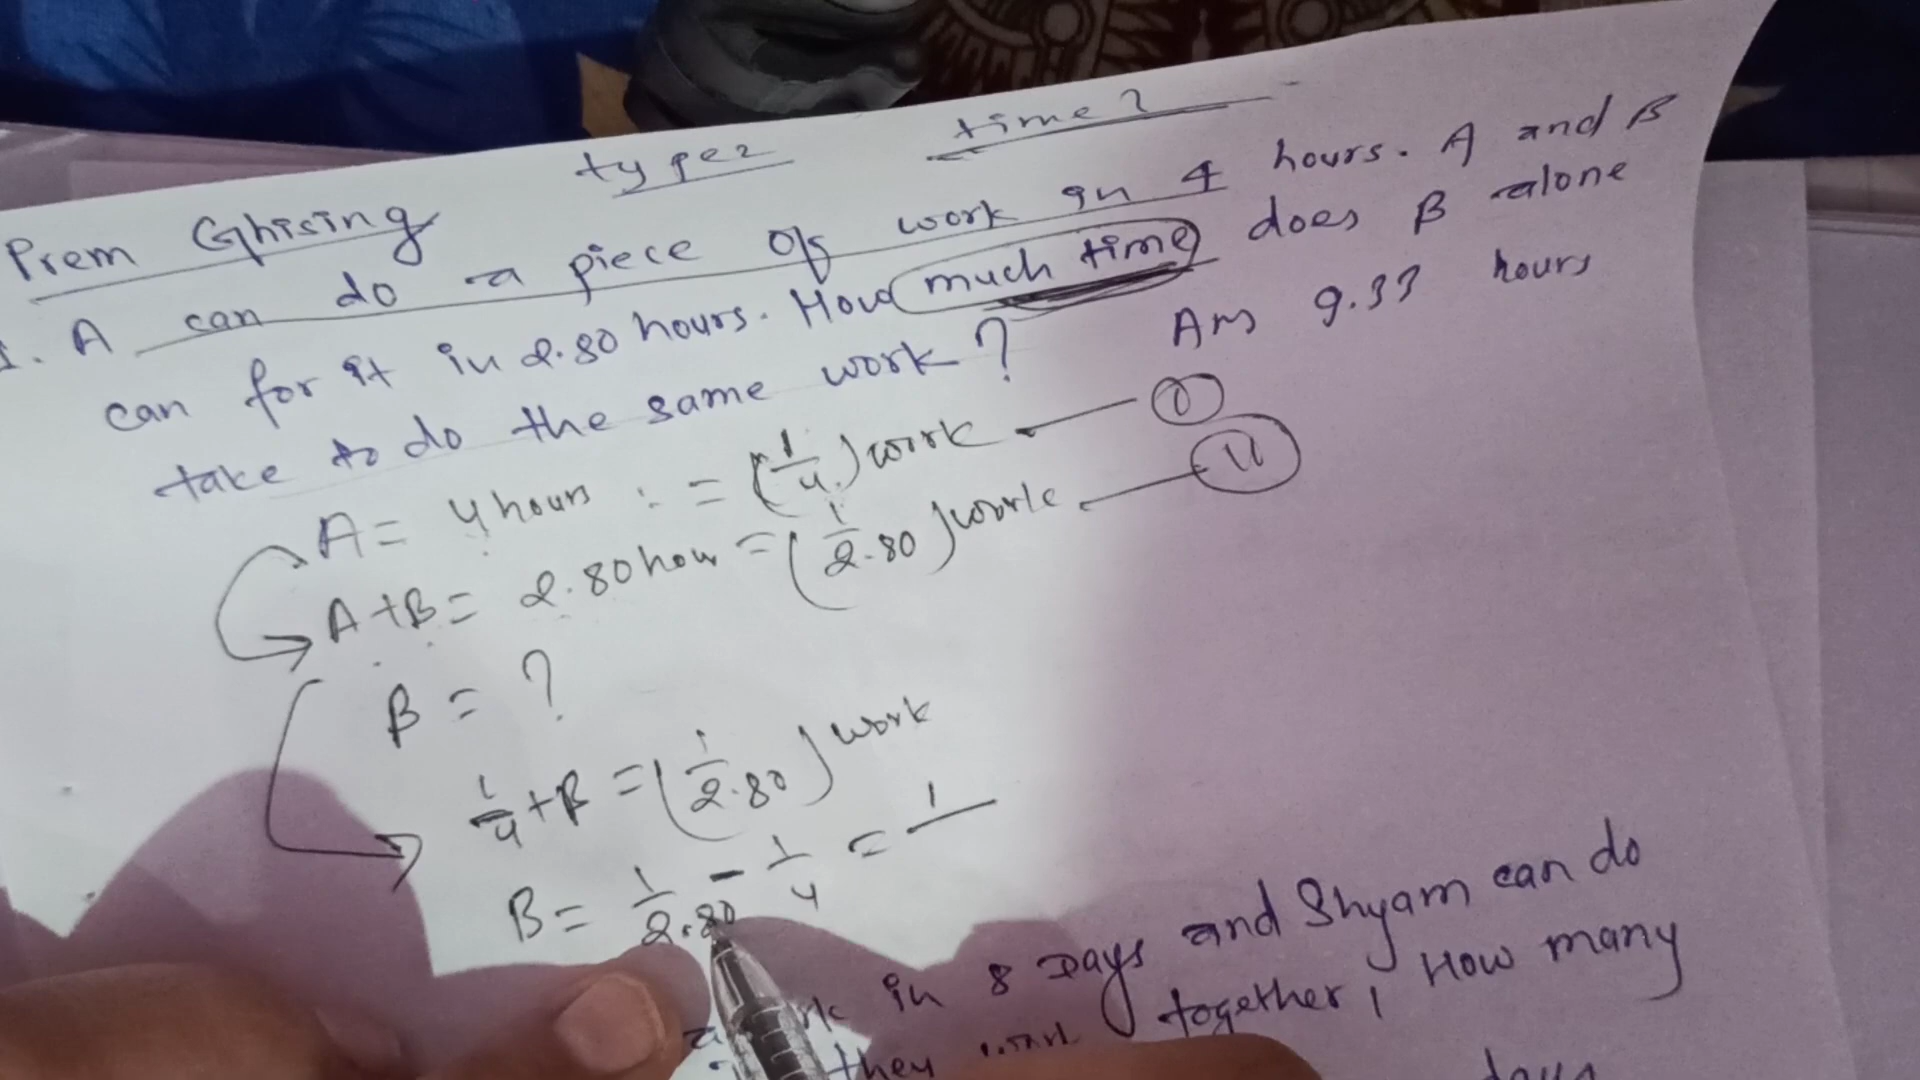 type2 time?
Prem Ghising
1. A can do a piece of work in 4 hours. A and B
can for it in 2.80 hours. How much time does B alone
take to do the same work? Ans 9.33 hours
A = 4 hours : = (1/4) work — (I)
A+B = 2.80 hour = (1/2.80) work — (II)
B = ?
1/4 + B = (1/2.80) work
B = 1/2.80 - 1/4 = 1/
in 8 Days and Shyam can do
they together, How many
days